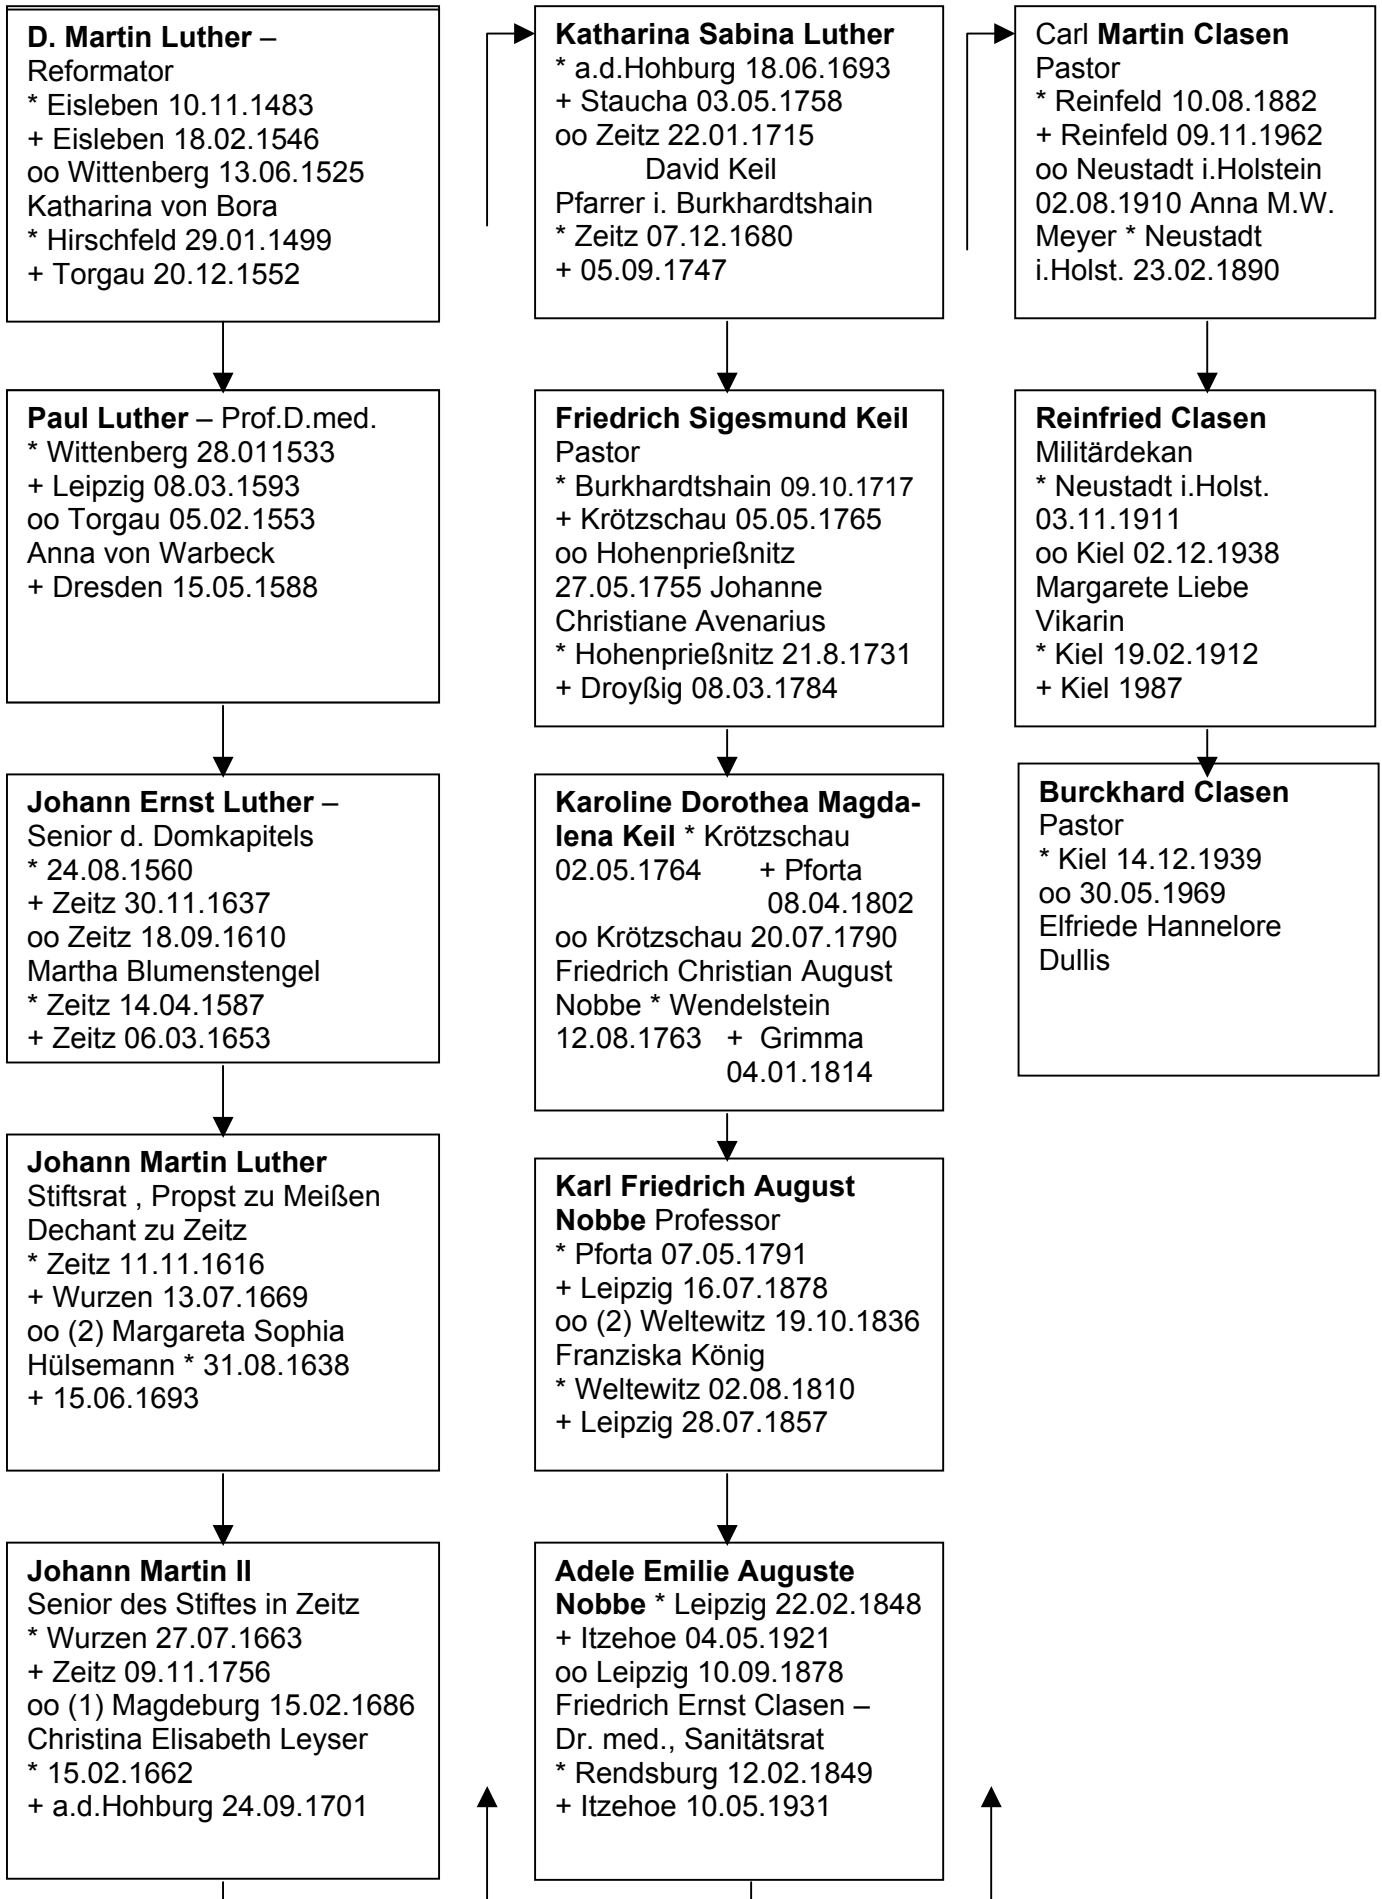 D. Martin Luther –
Reformator
* Eisleben 10.11.1483
+ Eisleben 18.02.1546
oo Wittenberg 13.06.1525
Katharina von Bora
* Hirschfeld 29.01.1499
+ Torgau 20.12.1552
Paul Luther – Prof.D.med.
* Wittenberg 28.011533
+ Leipzig 08.03.1593
oo Torgau 05.02.1553
Anna von Warbeck
+ Dresden 15.05.1588
Johann Ernst Luther –
Senior d. Domkapitels
* 24.08.1560
+ Zeitz 30.11.1637
oo Zeitz 18.09.1610
Martha Blumenstengel
* Zeitz 14.04.1587
+ Zeitz 06.03.1653
Johann Martin Luther
Stiftsrat , Propst zu Meißen
Dechant zu Zeitz
* Zeitz 11.11.1616
+ Wurzen 13.07.1669
oo (2) Margareta Sophia
Hülsemann * 31.08.1638
+ 15.06.1693
Johann Martin II
Senior des Stiftes in Zeitz
* Wurzen 27.07.1663
+ Zeitz 09.11.1756
oo (1) Magdeburg 15.02.1686
Christina Elisabeth Leyser
* 15.02.1662
+ a.d.Hohburg 24.09.1701
Katharina Sabina Luther
* a.d.Hohburg 18.06.1693
+ Staucha 03.05.1758
oo Zeitz 22.01.1715
David Keil
Pfarrer i. Burkhardtshain
* Zeitz 07.12.1680
+ 05.09.1747
Friedrich Sigesmund Keil
Pastor
* Burkhardtshain 09.10.1717
+ Krötzschau 05.05.1765
oo Hohenprießnitz
27.05.1755 Johanne
Christiane Avenarius
* Hohenprießnitz 21.8.1731
+ Droyßig 08.03.1784
Karoline Dorothea Magda-
lena Keil * Krötzschau
02.05.1764 + Pforta
08.04.1802
oo Krötzschau 20.07.1790
Friedrich Christian August
Nobbe * Wendelstein
12.08.1763 + Grimma
04.01.1814
Karl Friedrich August
Nobbe Professor
* Pforta 07.05.1791
+ Leipzig 16.07.1878
oo (2) Weltewitz 19.10.1836
Franziska König
* Weltewitz 02.08.1810
+ Leipzig 28.07.1857
Adele Emilie Auguste
Nobbe * Leipzig 22.02.1848
+ Itzehoe 04.05.1921
oo Leipzig 10.09.1878
Friedrich Ernst Clasen –
Dr. med., Sanitätsrat
* Rendsburg 12.02.1849
+ Itzehoe 10.05.1931
Carl Martin Clasen
Pastor
* Reinfeld 10.08.1882
+ Reinfeld 09.11.1962
oo Neustadt i.Holstein
02.08.1910 Anna M.W.
Meyer * Neustadt
i.Holst. 23.02.1890
Reinfried Clasen
Militärdekan
* Neustadt i.Holst.
03.11.1911
oo Kiel 02.12.1938
Margarete Liebe
Vikarin
* Kiel 19.02.1912
+ Kiel 1987
Burckhard Clasen
Pastor
* Kiel 14.12.1939
oo 30.05.1969
Elfriede Hannelore
Dullis